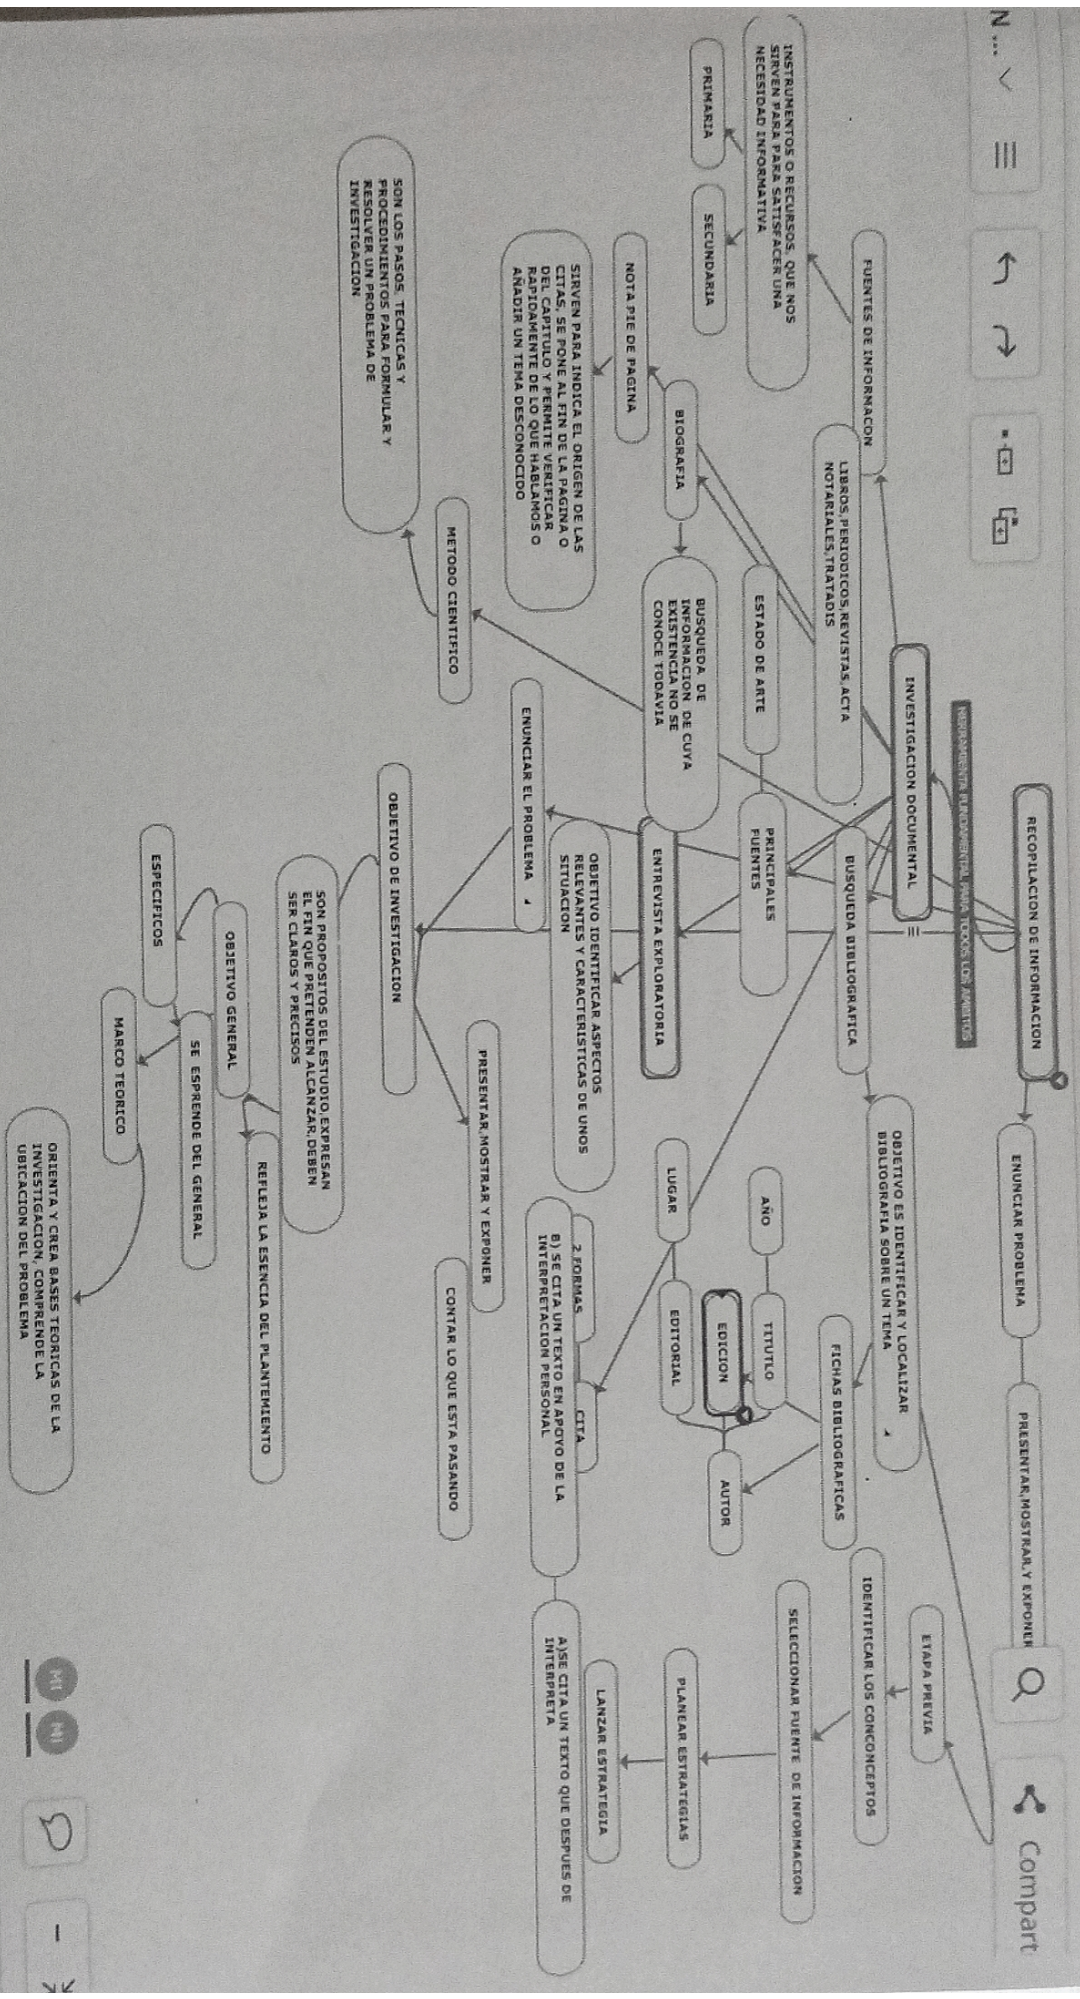 N ...
Compart
RECOPILACION DE INFORMACION
ENUNCIAR PROBLEMA
PRESENTAR,MOSTRAR,Y EXPONER
HERRAMIENTA FUNDAMENTAL PARA TODOS LOS AMBITOS
INVESTIGACION DOCUMENTAL
ETAPA PREVIA
FUENTES DE INFORMACON
LIBROS,PERIODICOS,REVISTAS,ACTA
NOTARIALES,TRATADIS
BUSQUEDA BIBLIOGRAFICA
OBJETIVO ES IDENTIFICAR Y LOCALIZAR
BIBLIOGRAFIA SOBRE UN TEMA
IDENTIFICAR LOS CONCONCEPTOS
INSTRUMENTOS O RECURSOS, QUE NOS
SIRVEN PARA PARA SATISFACER UNA
NECESIDAD INFORMATIVA
FICHAS BIBLIOGRAFICAS
SELECCIONAR FUENTE DE INFORMACION
ESTADO DE ARTE
PRINCIPALES
FUENTES
AÑO
TITUTLO
PRIMARIA
SECUNDARIA
EDICION
AUTOR
BIOGRAFIA
BUSQUEDA DE
INFORMACION DE CUYA
EXISTENCIA NO SE
CONOCE TODAVIA
ENTREVISTA EXPLORATORIA
LUGAR
EDITORIAL
PLANEAR ESTRATEGIAS
NOTA PIE DE PAGINA
LANZAR ESTRATEGIA
SIRVEN PARA INDICA EL ORIGEN DE LAS
CITAS, SE PONE AL FIN DE LA PAGINA O
DEL CAPITULO Y PERMITE VERIFICAR
RAPIDAMENTE DE LO QUE HABLAMOS O
AÑADIR UN TEMA DESCONOCIDO
OBJETIVO IDENTIFICAR ASPECTOS
RELEVANTES Y CARACTERISTICAS DE UNOS
SITUACION
2 FORMAS
CITA
B) SE CITA UN TEXTO EN APOYO DE LA
INTERPRETACION PERSONAL
A)SE CITA UN TEXTO QUE DESPUES DE
INTERPRETA
ENUNCIAR EL PROBLEMA
METODO CIENTIFICO
PRESENTAR,MOSTRAR Y EXPONER
CONTAR LO QUE ESTA PASANDO
SON LOS PASOS, TECNICAS Y
PROCEDIMIENTOS PARA FORMULAR Y
RESOLVER UN PROBLEMA DE
INVESTIGACION
OBJETIVO DE INVESTIGACION
SON PROPOSITOS DEL ESTUDIO,EXPRESAN
EL FIN QUE PRETENDEN ALCANZAR,DEBEN
SER CLAROS Y PRECISOS
OBJETIVO GENERAL
REFLEJA LA ESENCIA DEL PLANTEMIENTO
ESPECIFICOS
SE ESPRENDE DEL GENERAL
MARCO TEORICO
ORIENTA Y CREA BASES TEORICAS DE LA
INVESTIGACION, COMPRENDE LA
UBICACION DEL PROBLEMA
MI
MI